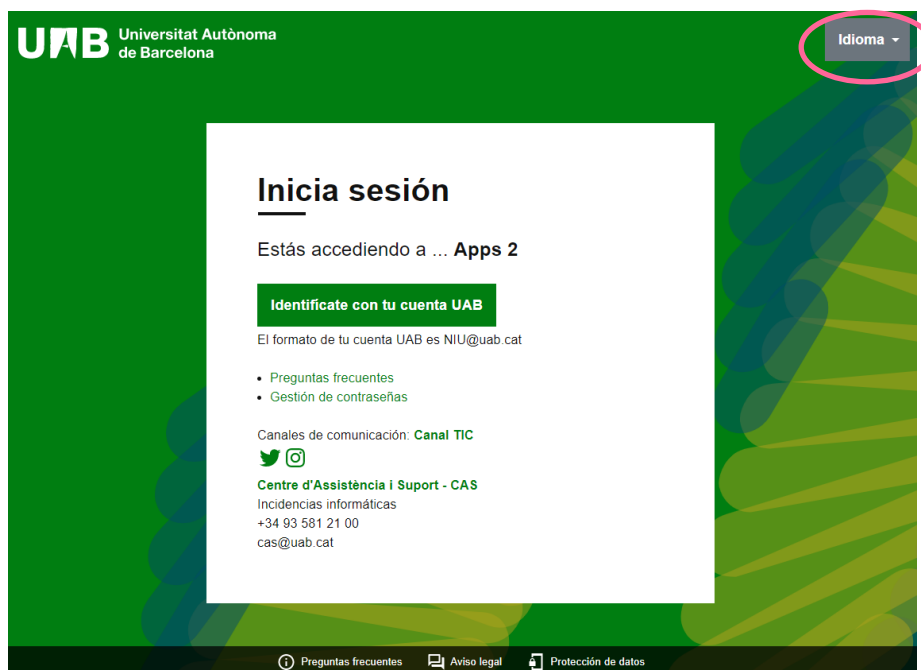 UAB Universitat Autònoma
de Barcelona
Idioma
Inicia sesión
Estás accediendo a ... Apps 2
Identifícate con tu cuenta UAB
El formato de tu cuenta UAB es NIU@uab.cat
Preguntas frecuentes
Gestión de contraseñas
Canales de comunicación: Canal TIC
Centre d'Assistència i Suport - CAS
Incidencias informáticas
+34 93 581 21 00
cas@uab.cat
Preguntas frecuentes Aviso legal Protección de datos